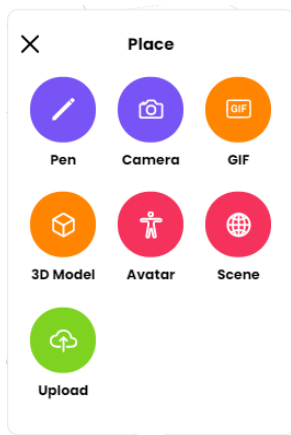 Place
Pen
Camera
GIF
GIF
3D Model
Avatar
Scene
Upload